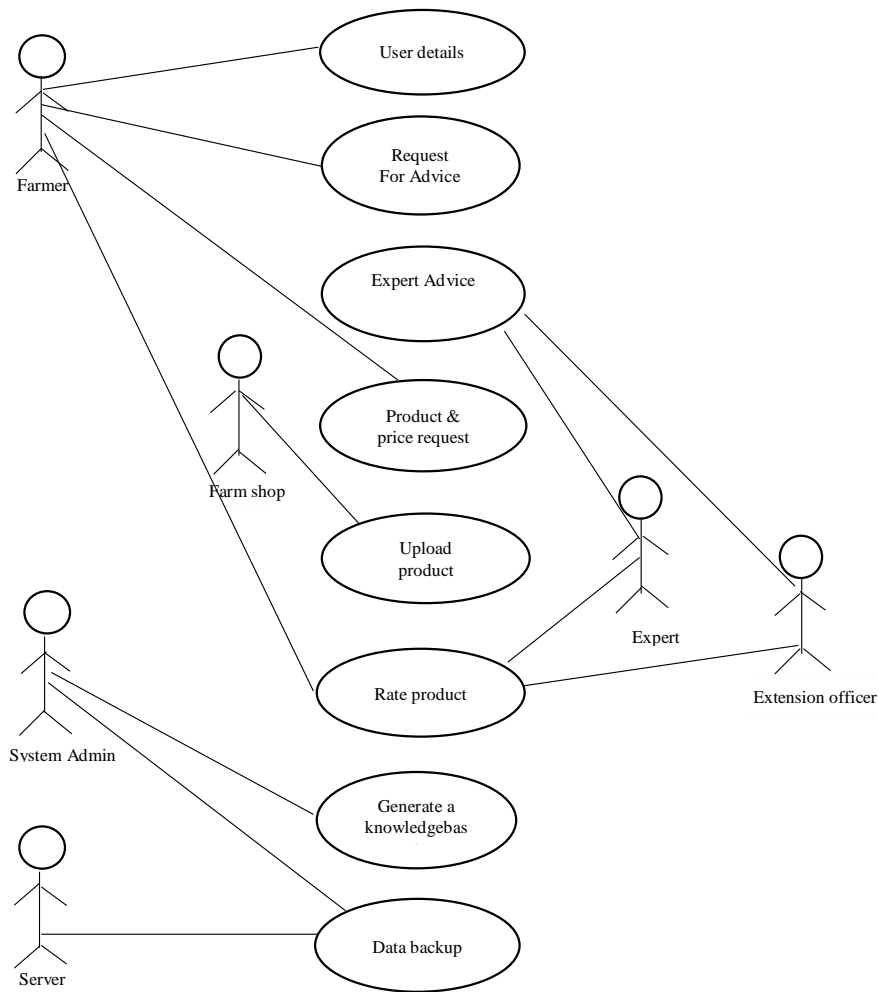 User details
Request
For Advice
Farmer
Expert Advice
Product &
price request
Farm shop
Upload
product
Expert
Rate product
Extension officer
System Admin
Generate a
knowledgebas
Data backup
Server